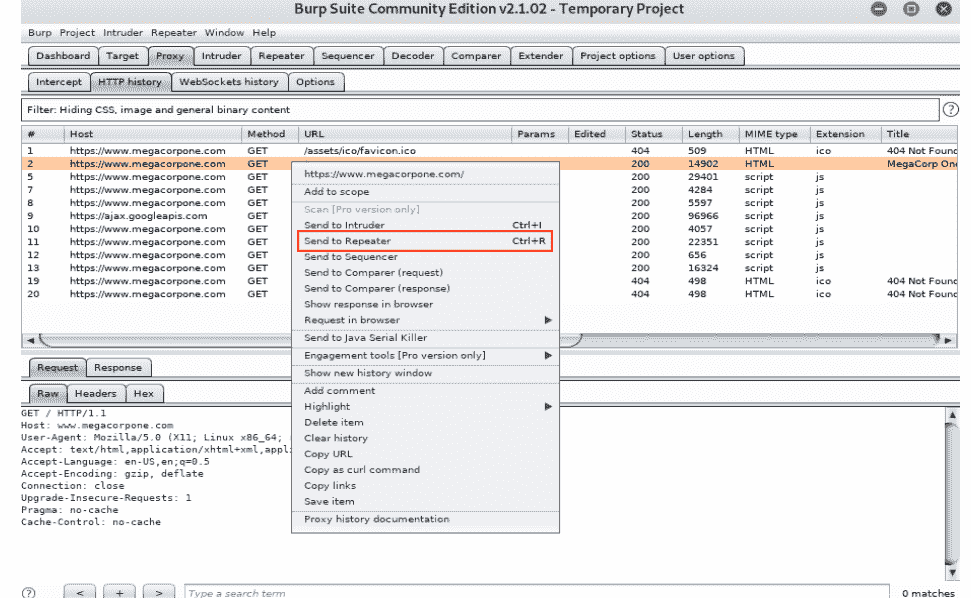 Burp Suite Community Edition v2.1.02 - Temporary Project
Burp Project Intruder Repeater Window Help
Dashboard Target Proxy Intruder Repeater Sequencer Decoder Comparer Extender Project options User options
Intercept HTTP history WebSockets history Options
Filter: Hiding CSS, image and general binary content ?
# Host Method URL Params Edited Status Length MIME type Extension Title
1 https://www.megacorpone.com GET /assets/ico/favicon.ico 404 509 HTML ico 404 Not Found
2 https://www.megacorpone.com GET 200 14902 HTML MegaCorp One
5 https://www.megacorpone.com GET 200 29401 script js
7 https://www.megacorpone.com GET 200 4284 script js
8 https://www.megacorpone.com GET 200 5597 script js
9 https://ajax.googleapis.com GET 200 96966 script js
10 https://www.megacorpone.com GET 200 4057 script js
11 https://www.megacorpone.com GET 200 22351 script js
12 https://www.megacorpone.com GET 200 656 script js
13 https://www.megacorpone.com GET 200 16324 script js
19 https://www.megacorpone.com GET 404 498 HTML ico 404 Not Found
20 https://www.megacorpone.com GET 404 498 HTML ico 404 Not Found
https://www.megacorpone.com/
Add to scope
Scan [Pro version only]
Send to Intruder Ctrl+I
Send to Repeater Ctrl+R
Send to Sequencer
Send to Comparer (request)
Send to Comparer (response)
Show response in browser
Request in browser
Send to Java Serial Killer
Engagement tools [Pro version only]
Show new history window
Add comment
Highlight
Delete item
Clear history
Copy URL
Copy as curl command
Copy links
Save item
Proxy history documentation
Request Response
Raw Headers Hex
GET / HTTP/1.1
Host: www.megacorpone.com
User-Agent: Mozilla/5.0 (X11; Linux x86_64;
Accept: text/html,application/xhtml+xml,appl
Accept-Language: en-US,en;q=0.5
Accept-Encoding: gzip, deflate
Connection: close
Upgrade-Insecure-Requests: 1
Pragma: no-cache
Cache-Control: no-cache
? < + > Type a search term 0 matches